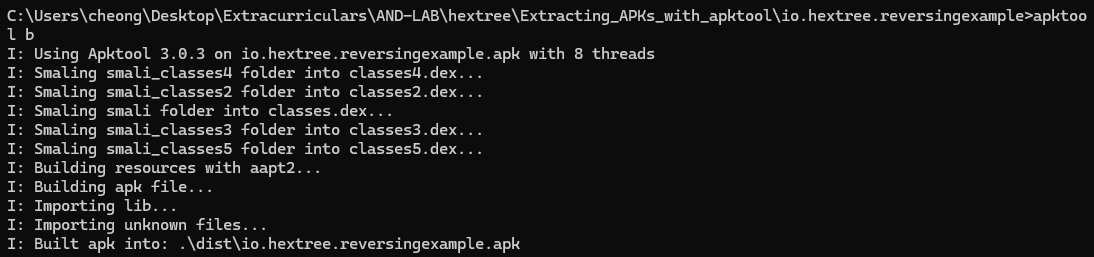 C:\Users\cheong\Desktop\Extracurriculars\AND-LAB\hextree\Extracting_APKs_with_apktool\io.hextree.reversingexample>apktoo
l b
I: Using Apktool 3.0.3 on io.hextree.reversingexample.apk with 8 threads
I: Smaling smali_classes4 folder into classes4.dex...
I: Smaling smali_classes2 folder into classes2.dex...
I: Smaling smali folder into classes.dex...
I: Smaling smali_classes3 folder into classes3.dex...
I: Smaling smali_classes5 folder into classes5.dex...
I: Building resources with aapt2...
I: Building apk file...
I: Importing lib...
I: Importing unknown files...
I: Built apk into: .\dist\io.hextree.reversingexample.apk